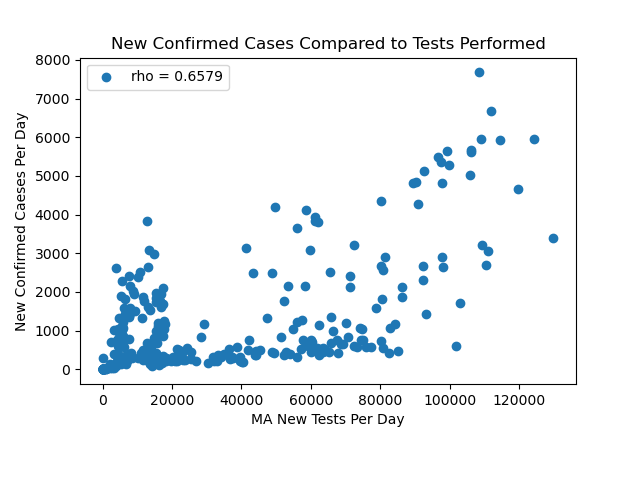 New Confirmed Cases Compared to Tests Performed
rho = 0.6579
New Confirmed Caeses Per Day
8000
7000
6000
5000
4000
3000
2000
1000
0
0 20000 40000 60000 80000 100000 120000
MA New Tests Per Day